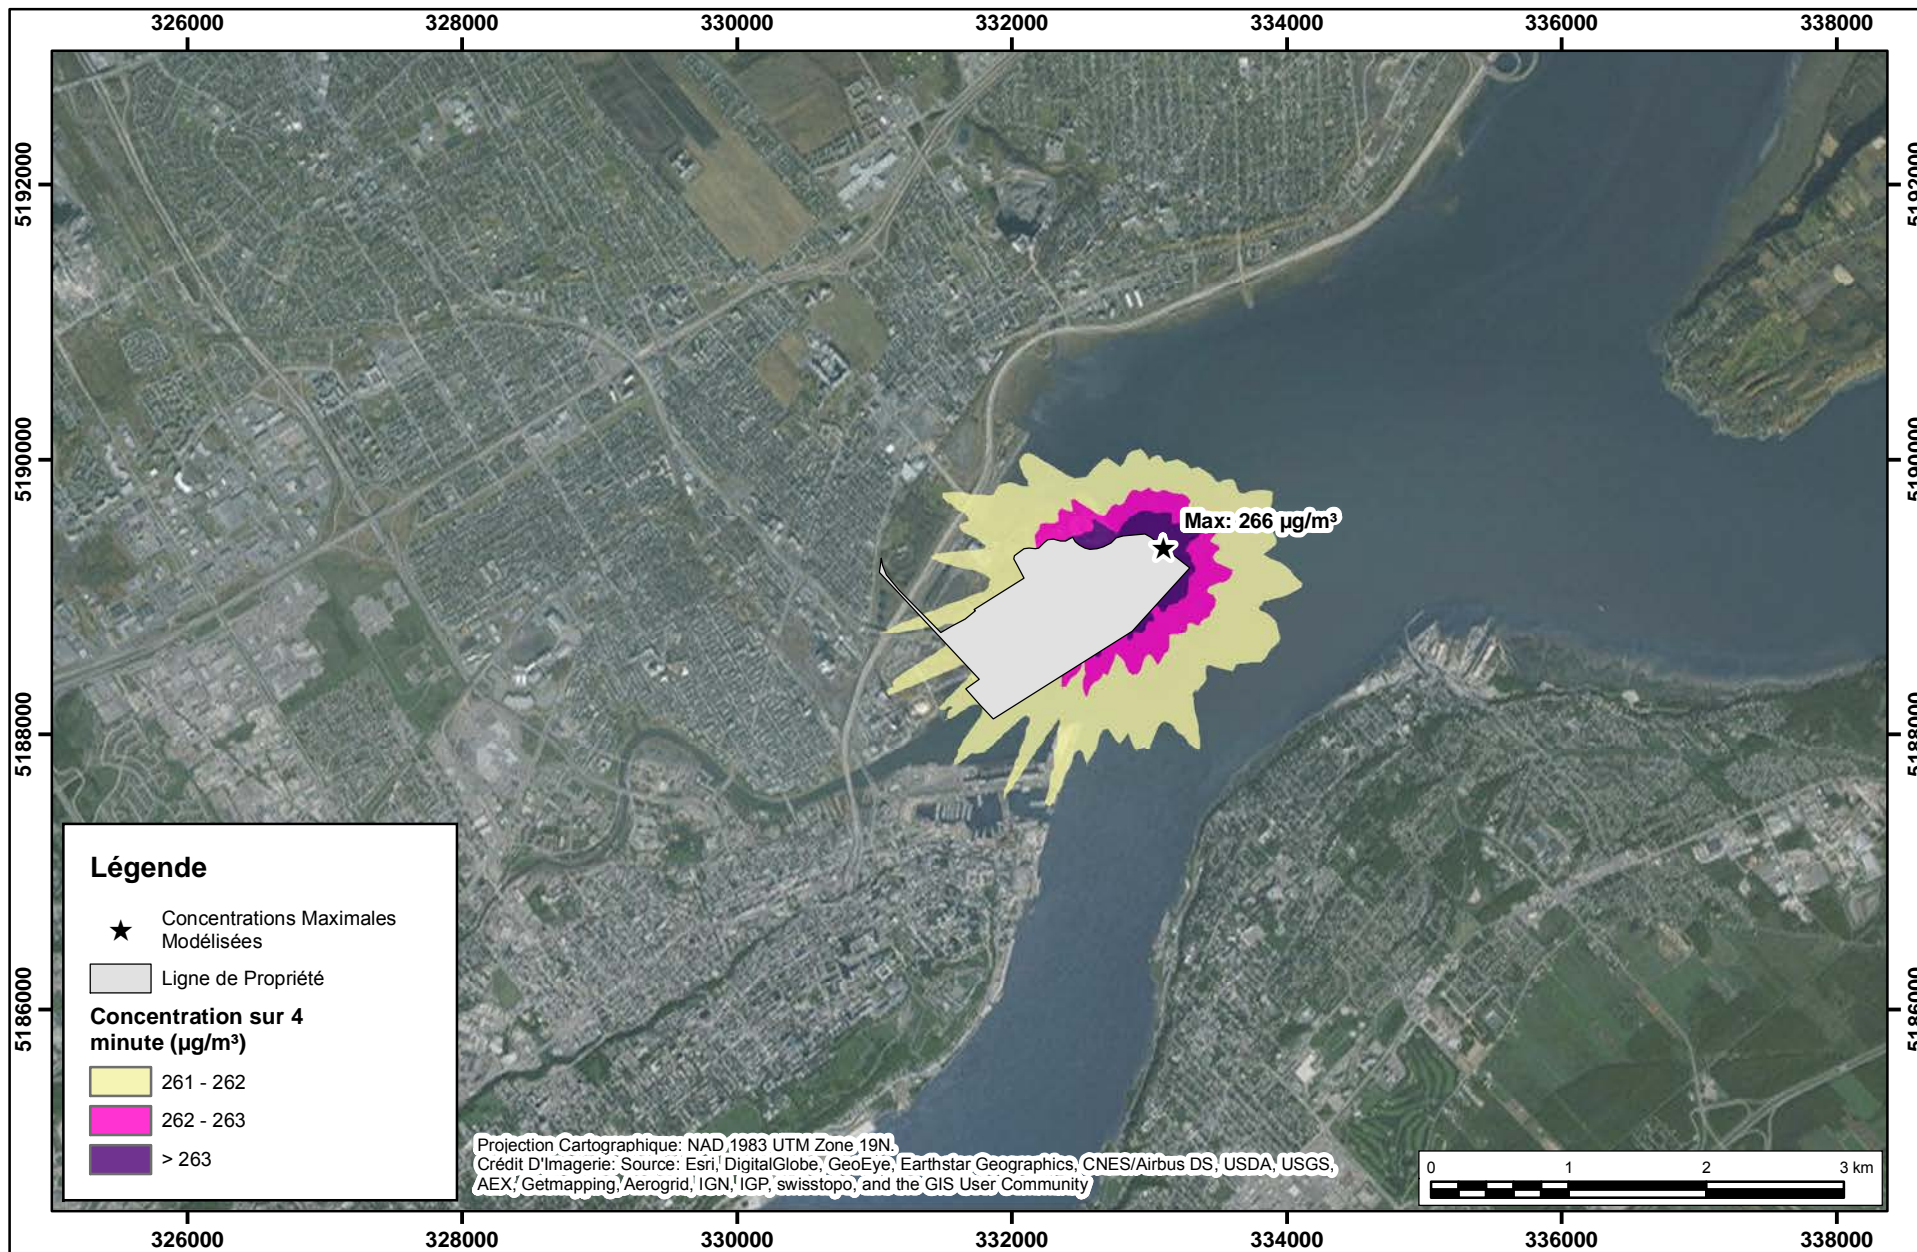 326000 328000 330000 332000 334000 336000 338000
5192000 5192000
5190000 5190000
5188000 5188000
5186000 5186000
Max: 266 µg/m³
Légende
Concentrations Maximales
Modélisées
Ligne de Propriété
Concentration sur 4
minute (µg/m³)
261 - 262
262 - 263
> 263
Projection Cartographique: NAD 1983 UTM Zone 19N.
Crédit D'Imagerie: Source: Esri, DigitalGlobe, GeoEye, Earthstar Geographics, CNES/Airbus DS, USDA, USGS,
AEX, Getmapping, Aerogrid, IGN, IGP, swisstopo, and the GIS User Community
0 1 2 3 km
326000 328000 330000 332000 334000 336000 338000